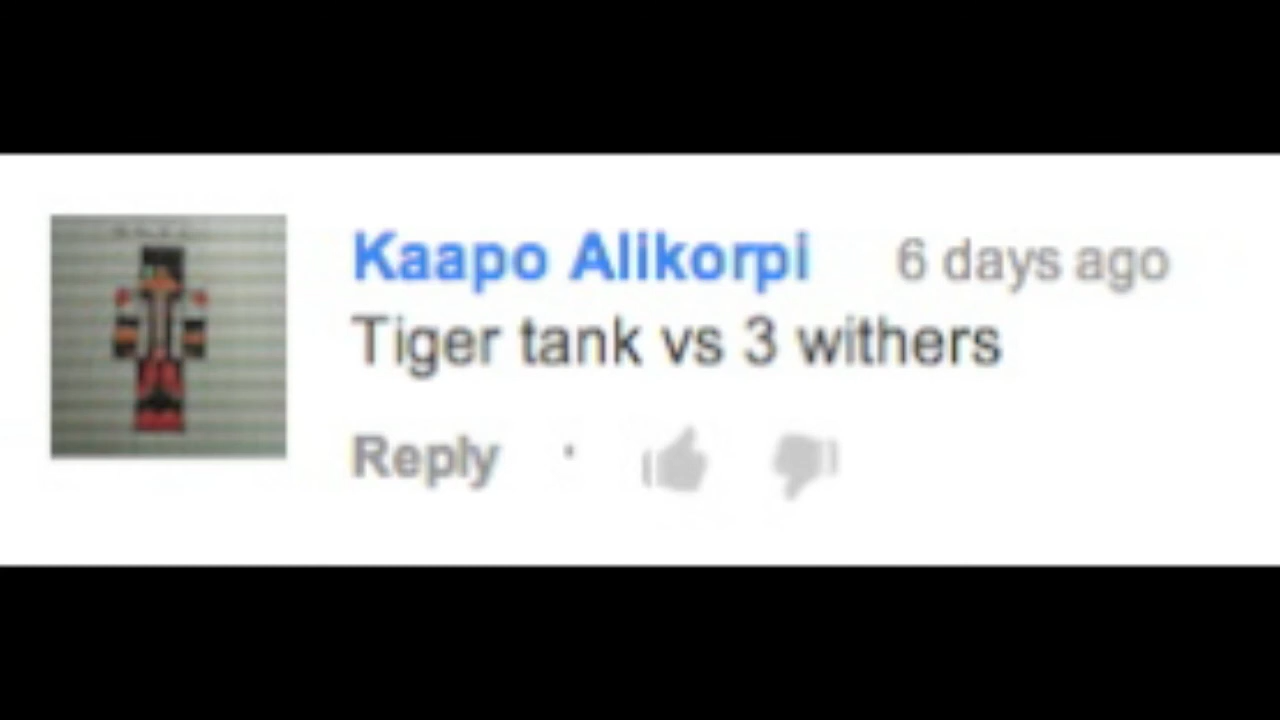 Kaapo Alikorpi 6 days ago
Tiger tank vs 3 withers
Reply ·